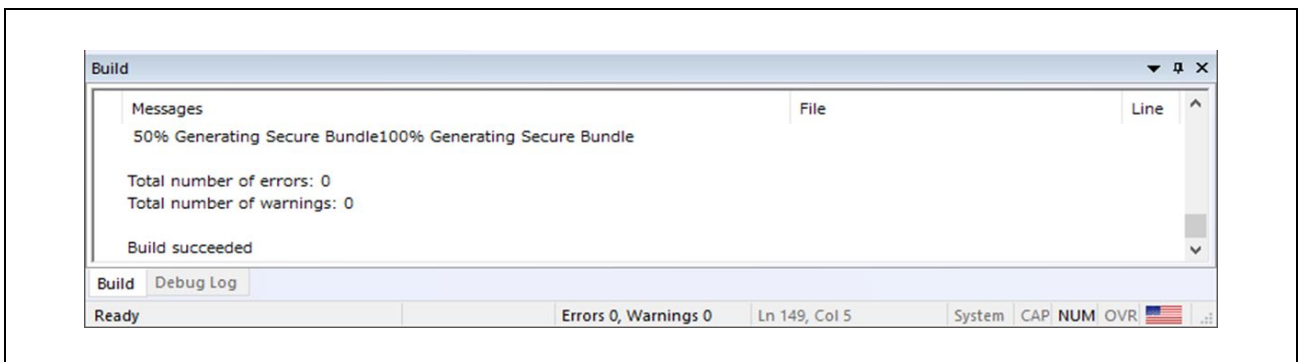 Build
Messages File Line
50% Generating Secure Bundle100% Generating Secure Bundle
Total number of errors: 0
Total number of warnings: 0
Build succeeded
Build Debug Log
Ready Errors 0, Warnings 0 Ln 149, Col 5 System CAP NUM OVR